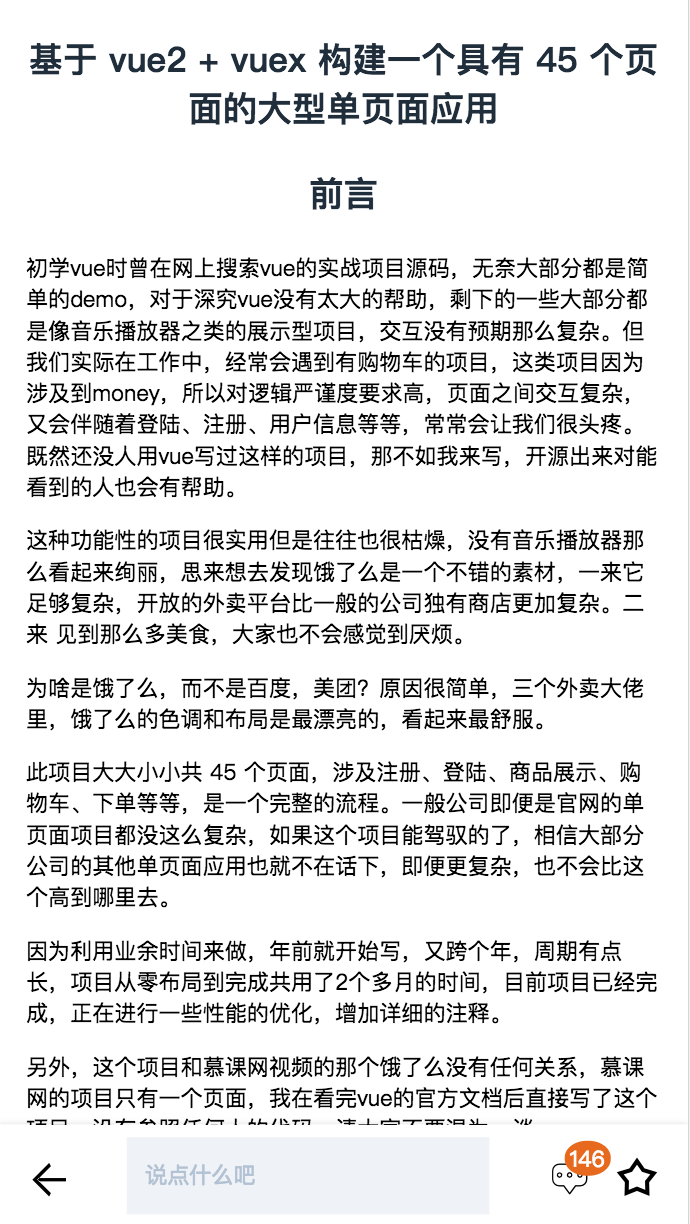 基于 vue2 + vuex 构建一个具有 45 个页
面的大型单页面应用
前言
初学vue时曾在网上搜索vue的实战项目源码，无奈大部分都是简
单的demo，对于深究vue没有太大的帮助，剩下的一些大部分都
是像音乐播放器之类的展示型项目，交互没有预期那么复杂。但
我们实际在工作中，经常会遇到有购物车的项目，这类项目因为
涉及到money，所以对逻辑严谨度要求高，页面之间交互复杂，
又会伴随着登陆、注册、用户信息等等，常常会让我们很头疼。
既然还没人用vue写过这样的项目，那不如我来写，开源出来对能
看到的人也会有帮助。
这种功能性的项目很实用但是往往也很枯燥，没有音乐播放器那
么看起来绚丽，思来想去发现饿了么是一个不错的素材，一来它
足够复杂，开放的外卖平台比一般的公司独有商店更加复杂。二
来 见到那么多美食，大家也不会感觉到厌烦。
为啥是饿了么，而不是百度，美团？原因很简单，三个外卖大佬
里，饿了么的色调和布局是最漂亮的，看起来最舒服。
此项目大大小小共 45 个页面，涉及注册、登陆、商品展示、购
物车、下单等等，是一个完整的流程。一般公司即便是官网的单
页面项目都没这么复杂，如果这个项目能驾驭的了，相信大部分
公司的其他单页面应用也就不在话下，即便更复杂，也不会比这
个高到哪里去。
因为利用业余时间来做，年前就开始写，又跨个年，周期有点
长，项目从零布局到完成共用了2个多月的时间，目前项目已经完
成，正在进行一些性能的优化，增加详细的注释。
另外，这个项目和慕课网视频的那个饿了么没有任何关系，慕课
网的项目只有一个页面，我在看完vue的官方文档后直接写了这个
说点什么吧
146